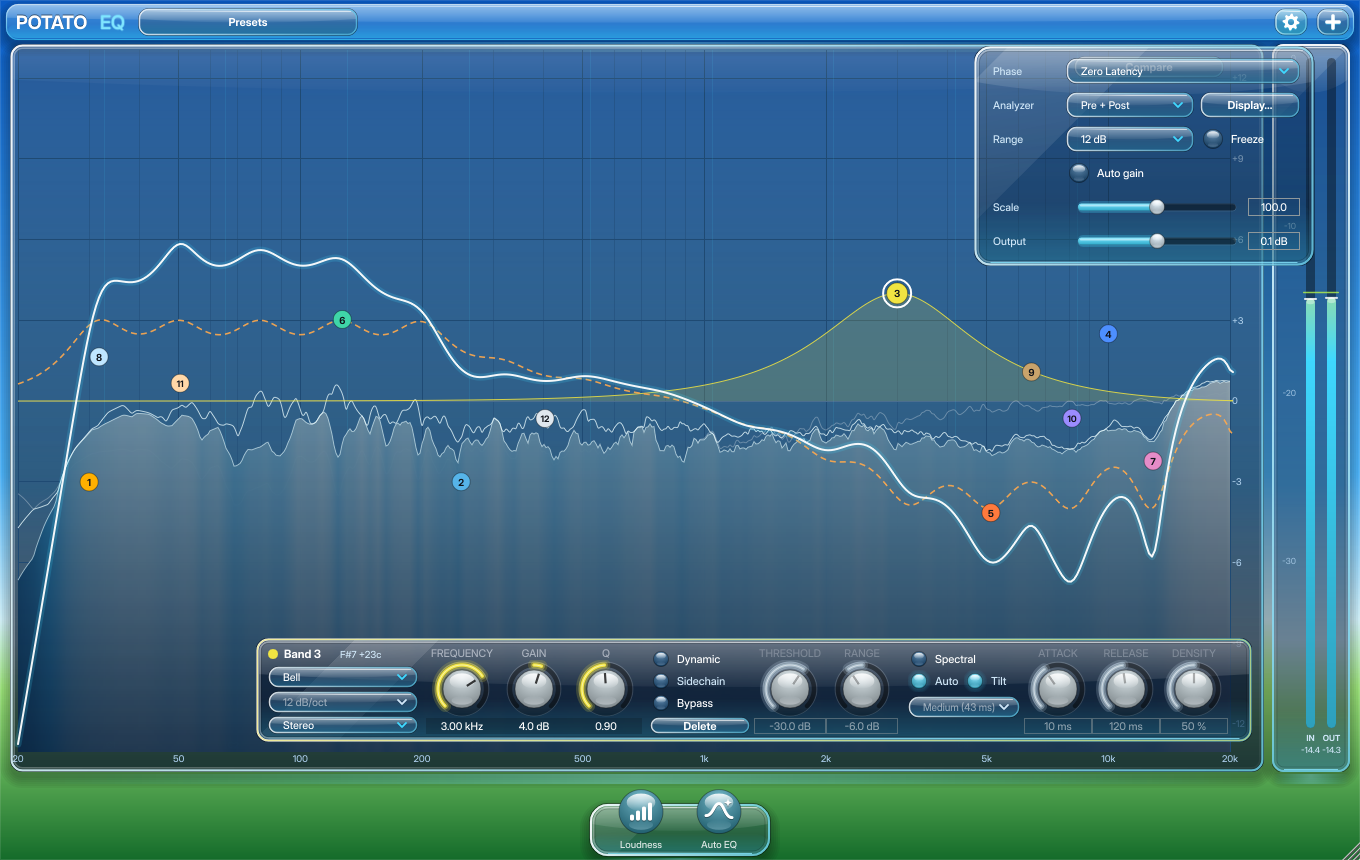 POTATO EQ
Presets
Compare
Phase
Zero Latency
+12
Analyzer
Pre + Post
Display...
Range
12 dB
Freeze
+9
Auto gain
Scale
100.0
-10
Output
+6
0.1 dB
3
6
+3
4
8
9
11
0
12
10
7
1
2
-3
5
-20
-6
-30
Band 3
F#7 +23c
FREQUENCY
GAIN
Q
Dynamic
THRESHOLD
RANGE
Spectral
ATTACK
RELEASE
DENSITY
-9
Bell
Sidechain
Auto
Tilt
12 dB/oct
Bypass
Medium (43 ms)
Stereo
3.00 kHz
4.0 dB
0.90
Delete
-30.0 dB
-6.0 dB
10 ms
120 ms
50 %
-12
IN
OUT
-14.4
-14.3
20
50
100
200
500
1k
2k
5k
10k
20k
Loudness
Auto EQ